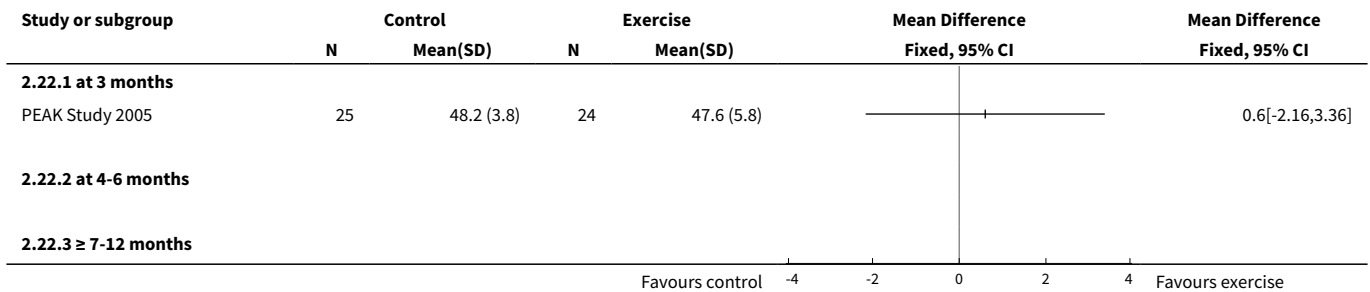 Study or subgroup Control Exercise Mean Difference Mean Difference
N Mean(SD) N Mean(SD) Fixed, 95% CI Fixed, 95% CI
2.22.1 at 3 months
PEAK Study 2005 25 48.2 (3.8) 24 47.6 (5.8) 0.6[-2.16,3.36]
2.22.2 at 4-6 months
2.22.3 ≥ 7-12 months
Favours control -4 -2 0 2 4 Favours exercise